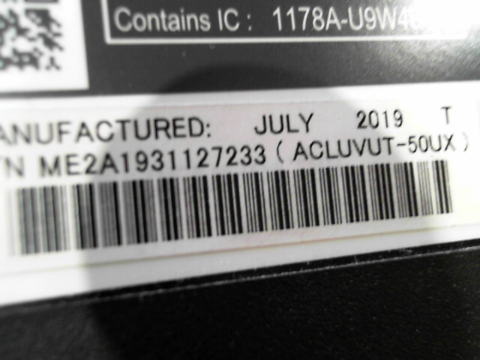 Contains IC : 1178A-U9W4
ANUFACTURED: JULY 2019 T
/N ME2A1931127233 ( ACLUVUT-50UX )